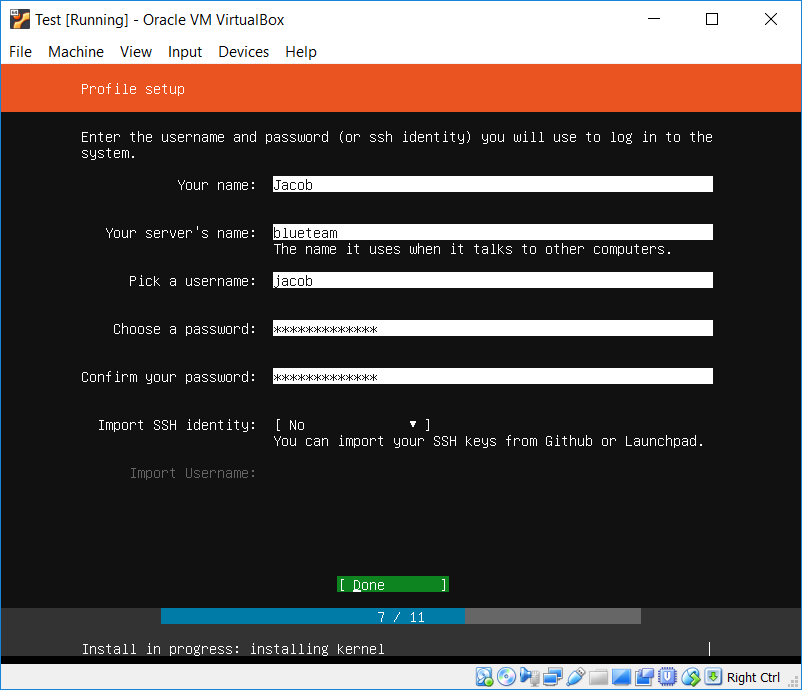 Test [Running] - Oracle VM VirtualBox
File Machine View Input Devices Help
Profile setup
Enter the username and password (or ssh identity) you will use to log in to the
system.
Your name: Jacob
Your server's name: blueteam
The name it uses when it talks to other computers.
Pick a username: jacob
Choose a password: *************
Confirm your password: *************
Import SSH identity: [ No ▼ ]
You can import your SSH keys from Github or Launchpad.
Import Username:
[ Done ]
7 / 11
Install in progress: installing kernel |
Right Ctrl